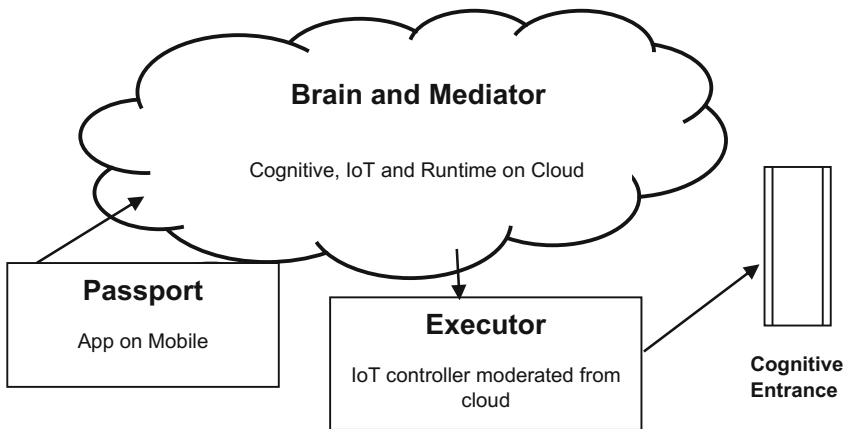 Brain and Mediator
Cognitive, IoT and Runtime on Cloud
Passport
App on Mobile
Executor
IoT controller moderated from
cloud
Cognitive
Entrance